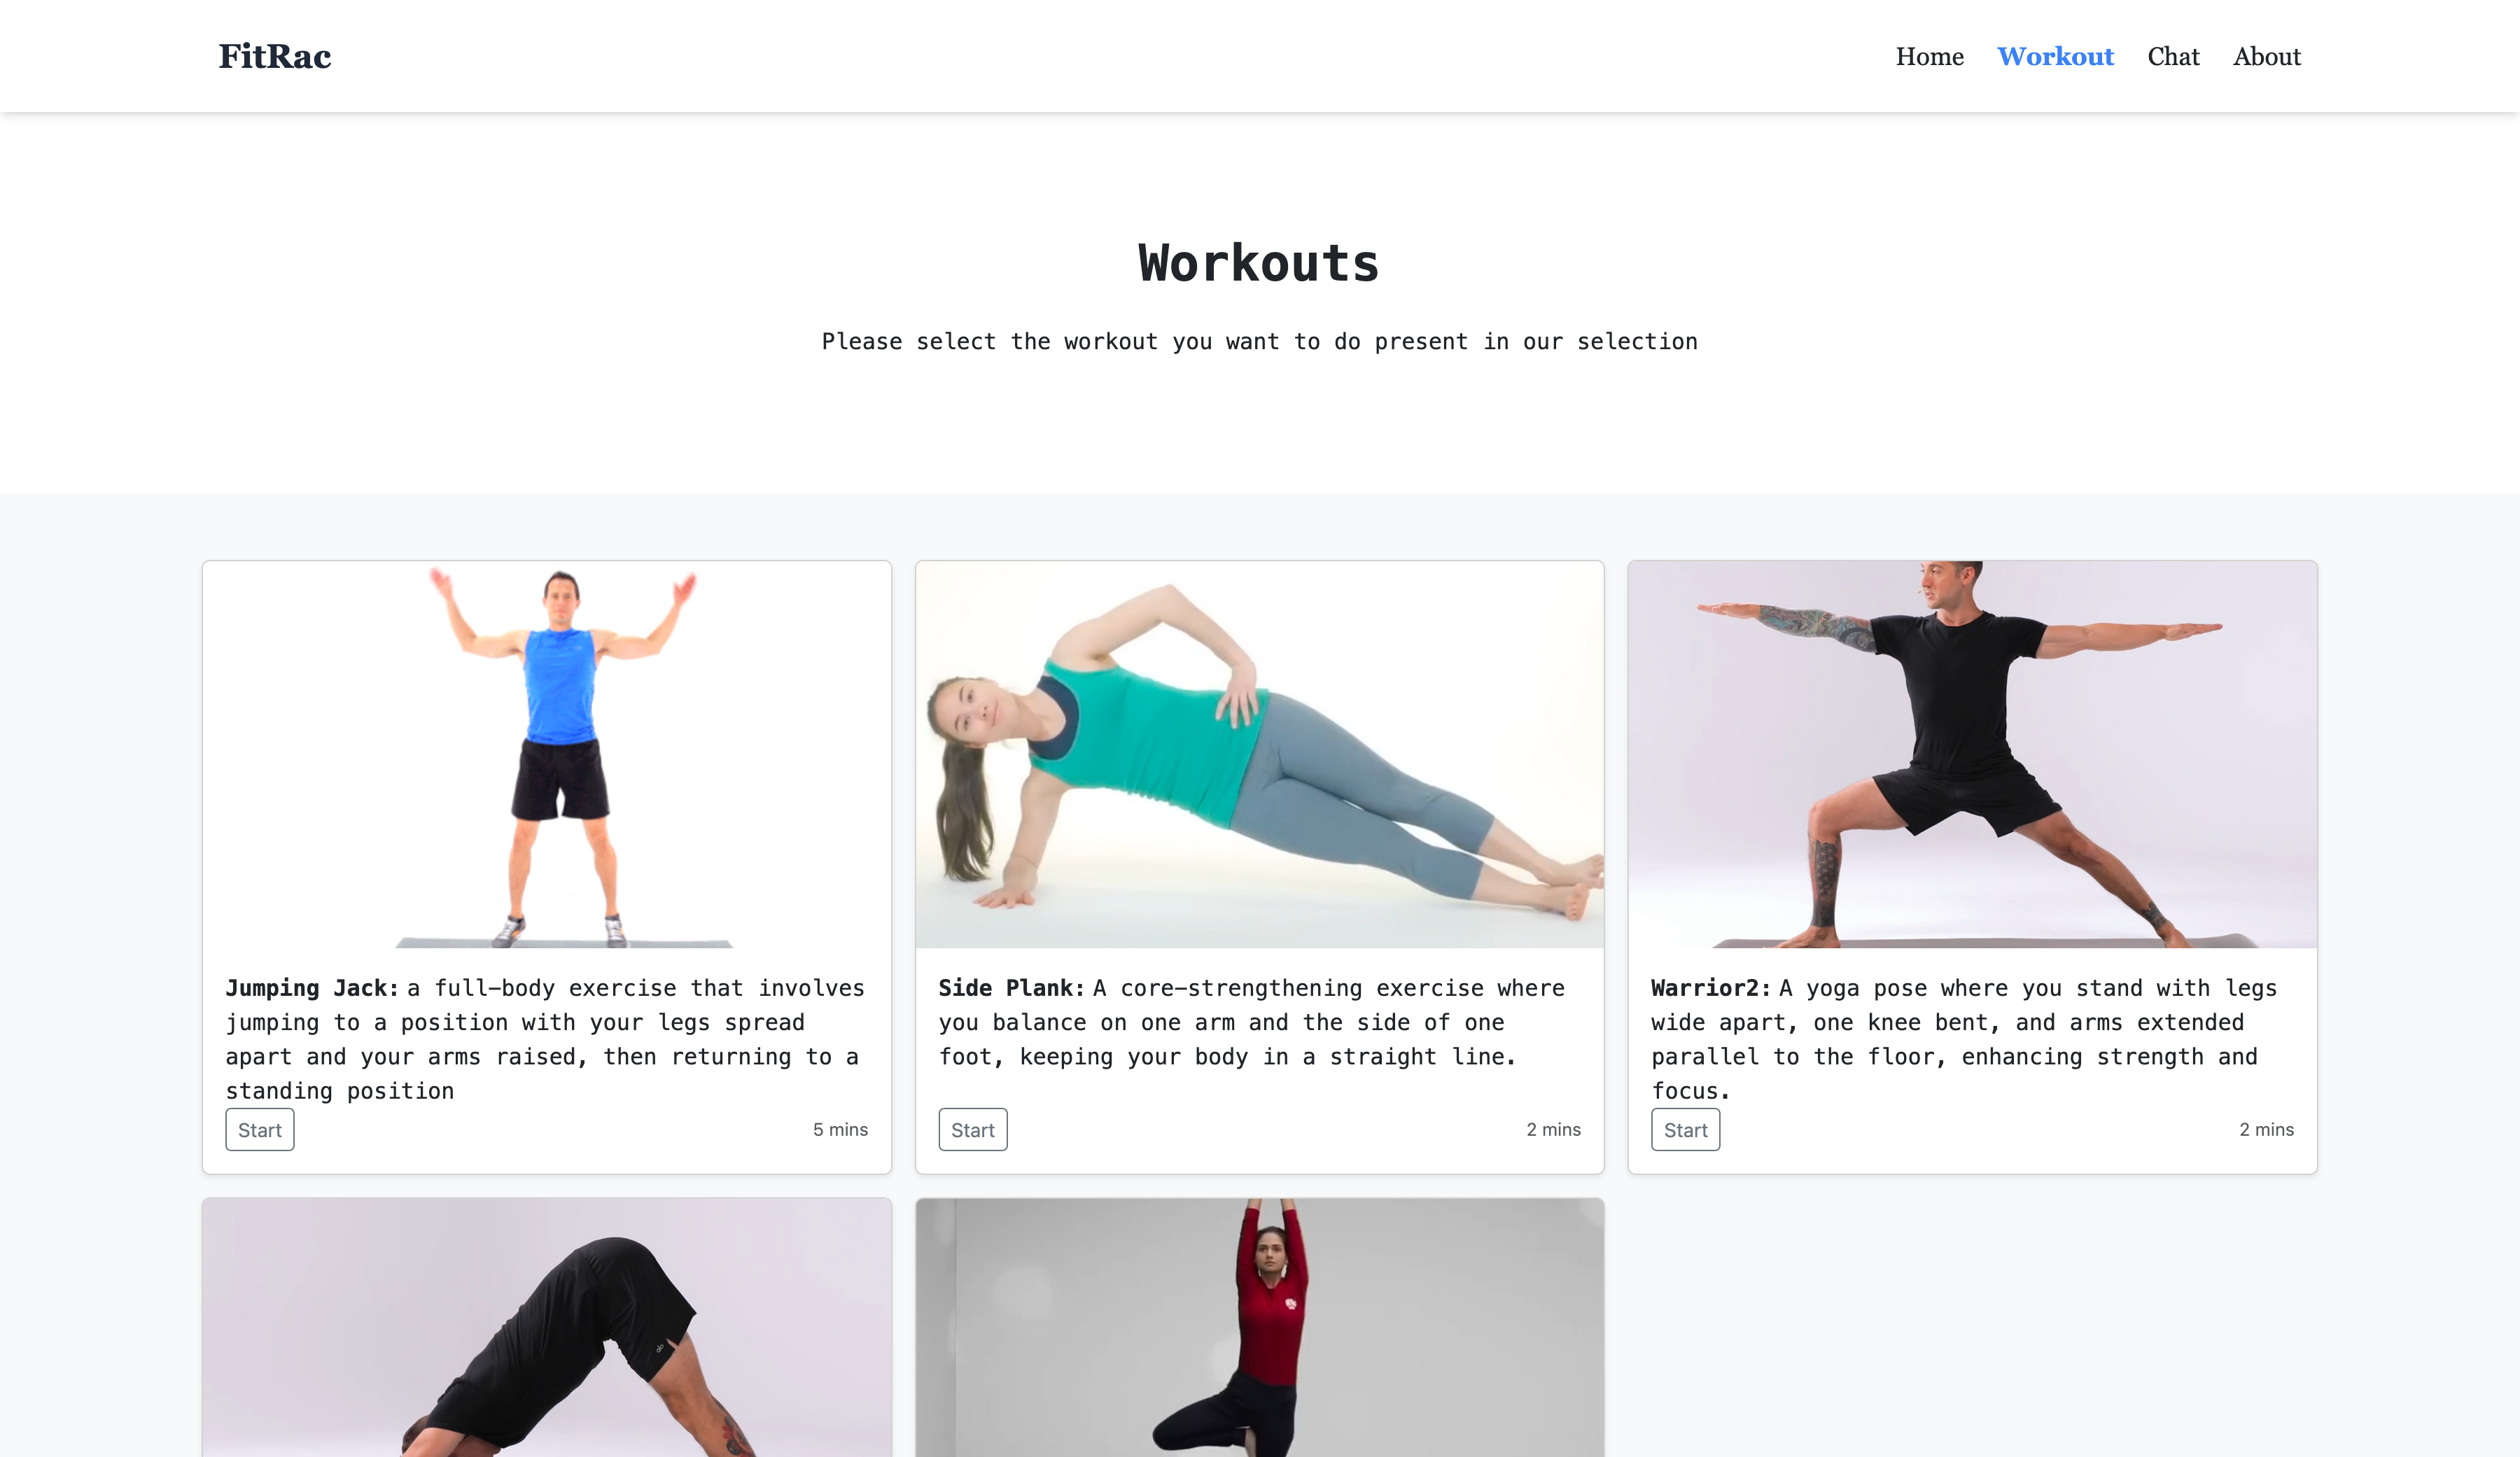 FitRac
Home Workout Chat About
Workouts
Please select the workout you want to do present in our selection
Jumping Jack: a full-body exercise that involves
jumping to a position with your legs spread
apart and your arms raised, then returning to a
standing position
Start 5 mins
Side Plank: A core-strengthening exercise where
you balance on one arm and the side of one
foot, keeping your body in a straight line.
Start 2 mins
Warrior2: A yoga pose where you stand with legs
wide apart, one knee bent, and arms extended
parallel to the floor, enhancing strength and
focus.
Start 2 mins